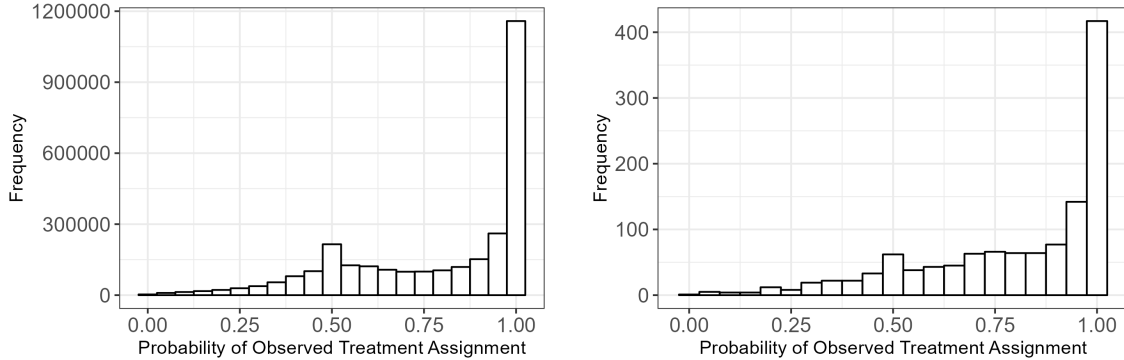 1200000
900000
600000
300000
0
Frequency
0.00 0.25 0.50 0.75 1.00
Probability of Observed Treatment Assignment
400
300
200
100
0
Frequency
0.00 0.25 0.50 0.75 1.00
Probability of Observed Treatment Assignment